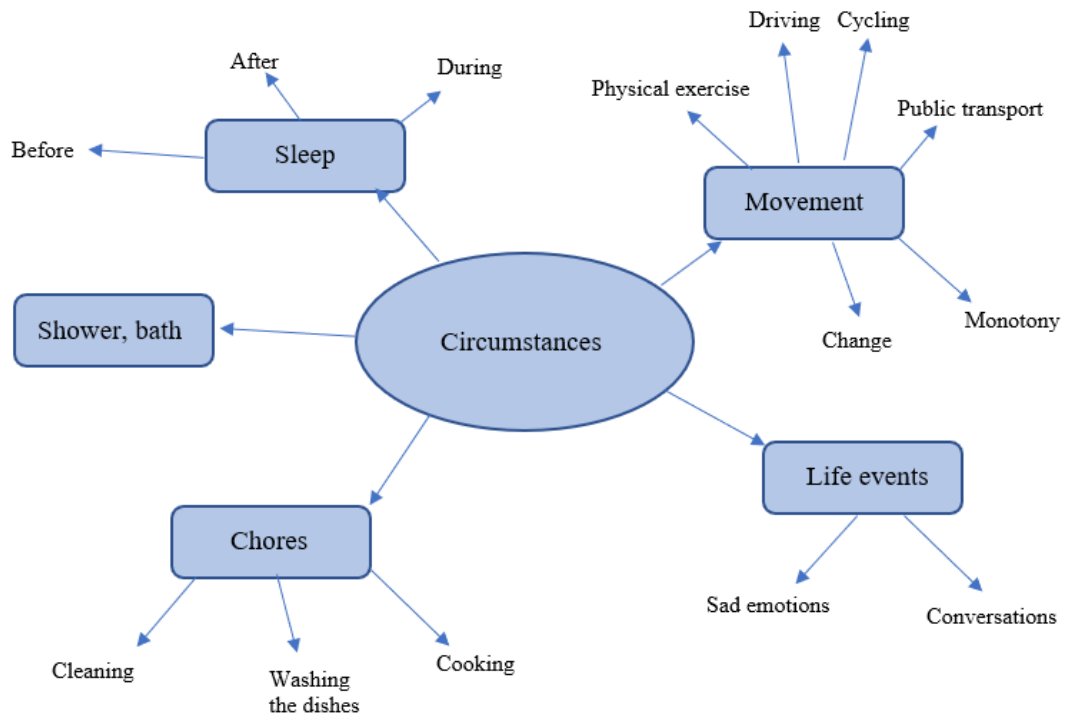 Driving
Cycling
After
During
Physical exercise
Public transport
Before
Sleep
Movement
Shower, bath
Circumstances
Change
Monotony
Life events
Chores
Sad emotions
Conversations
Cleaning
Washing
the dishes
Cooking